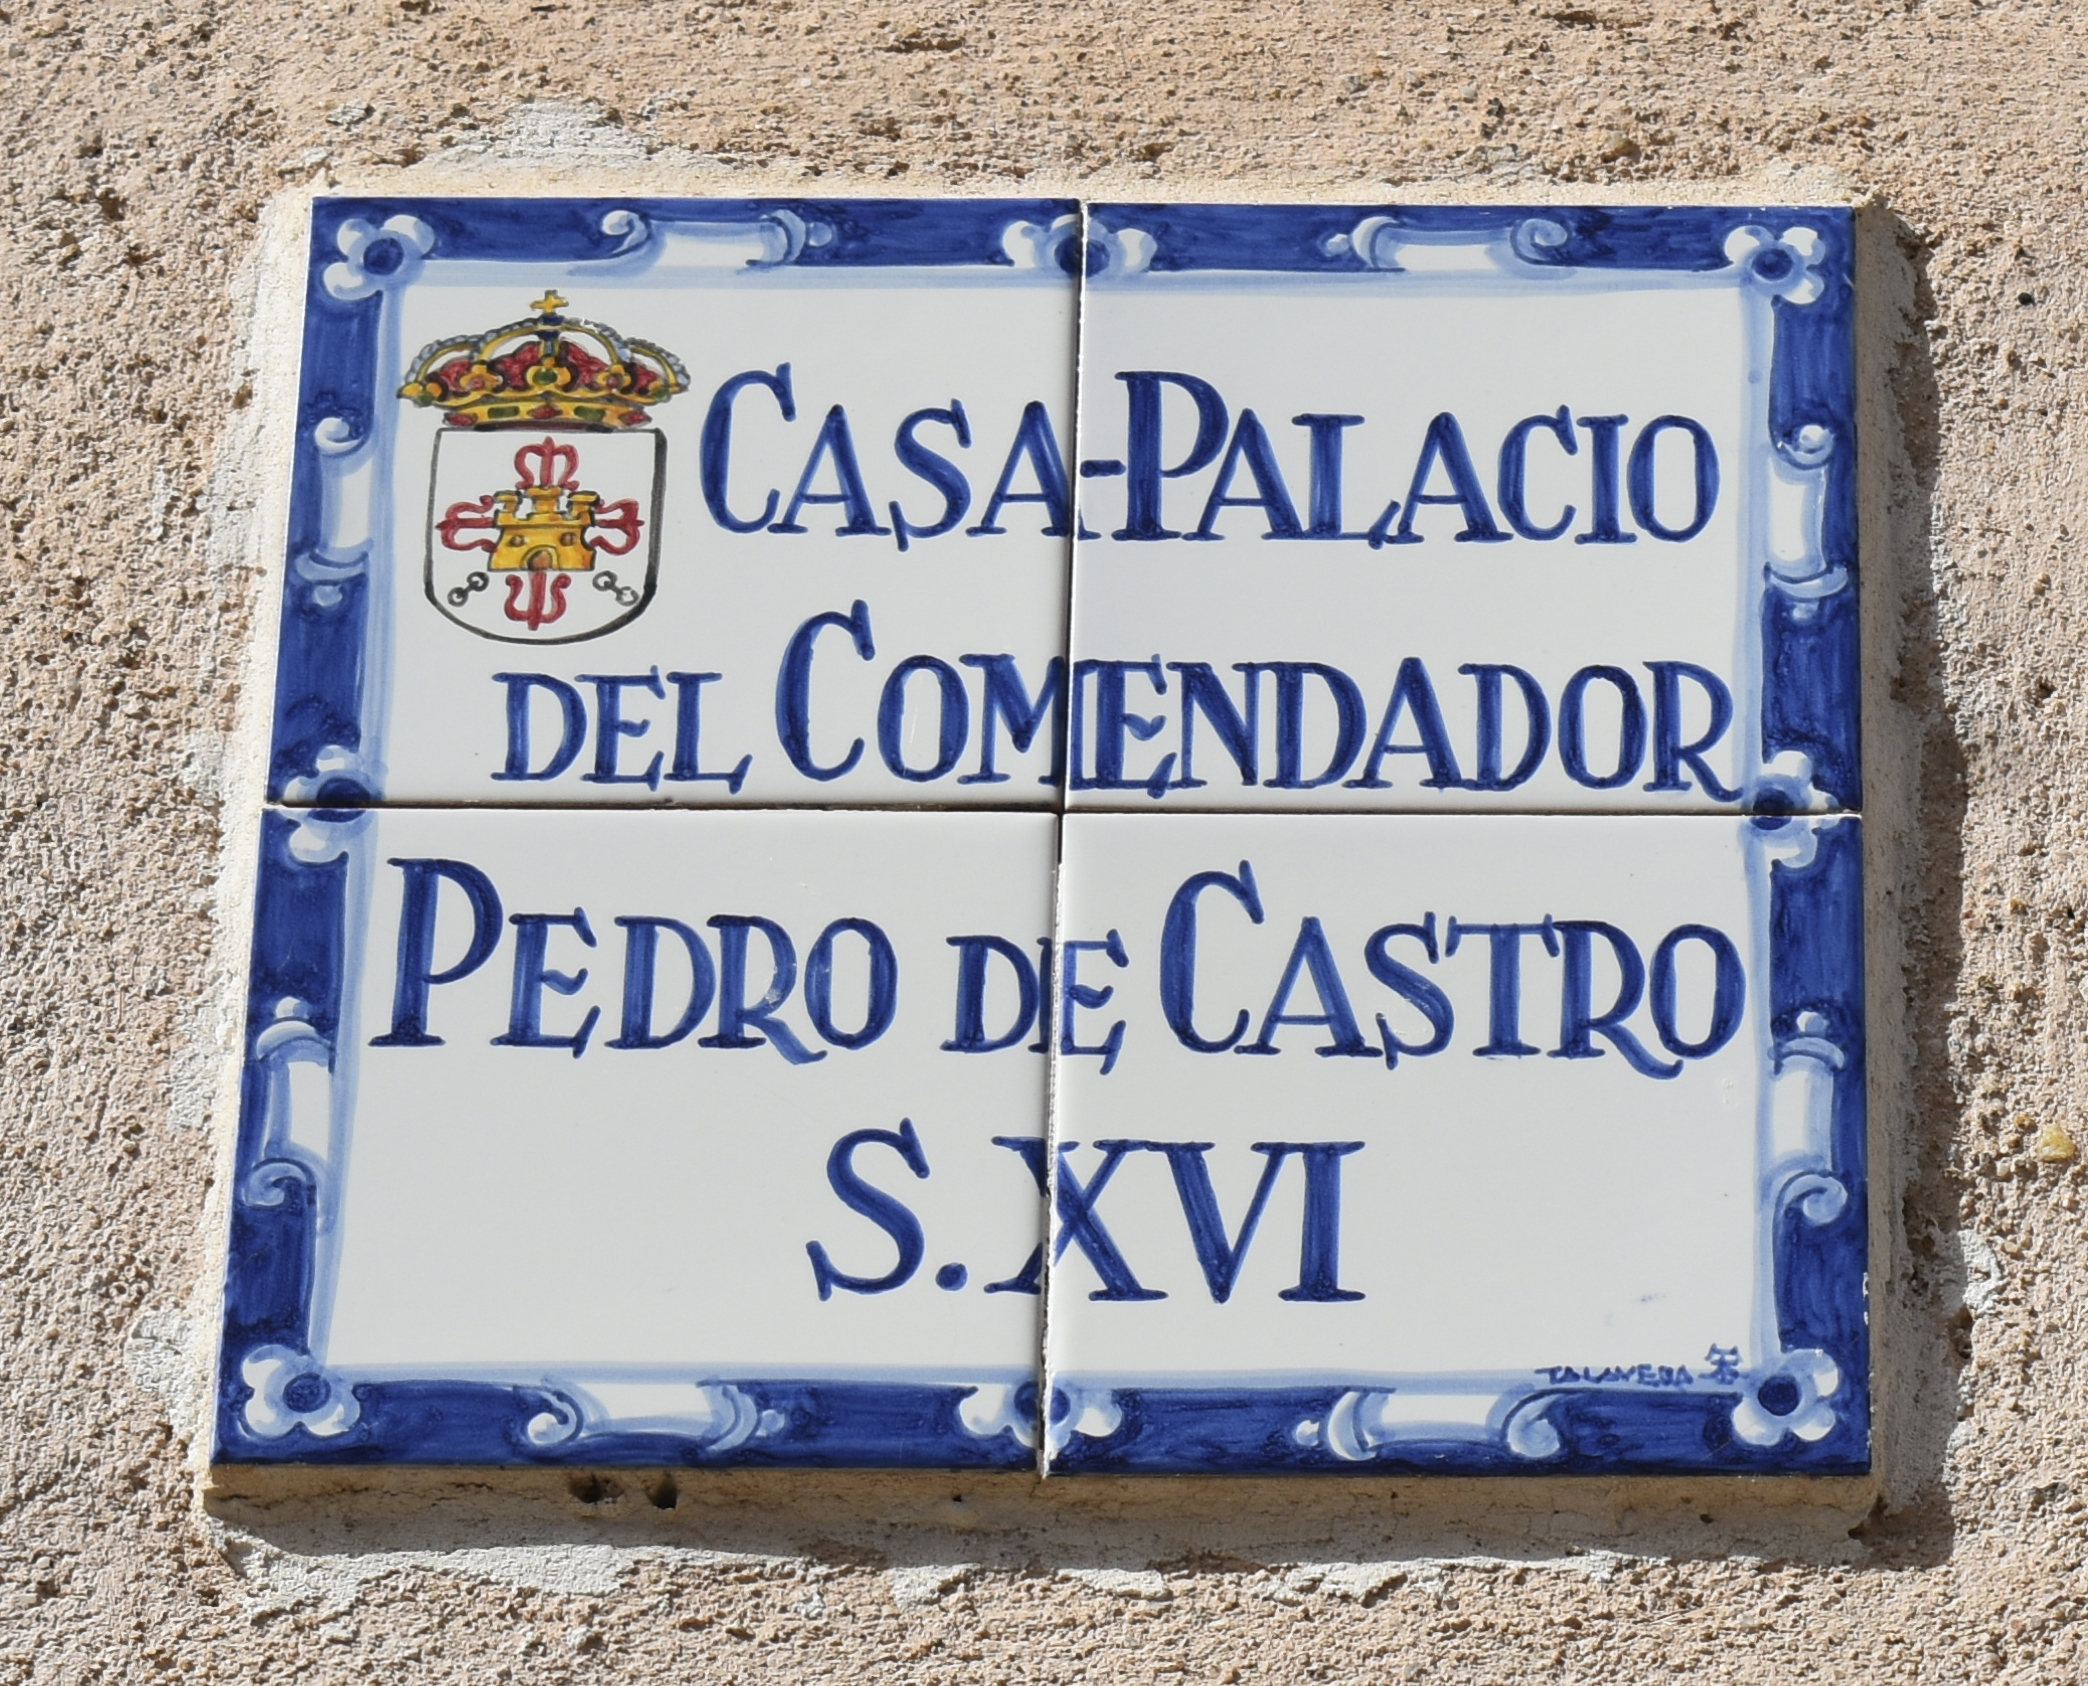 CASA-PALACIO
DEL COMENDADOR
PEDRO DE CASTRO
S. XVI
TALAVERA